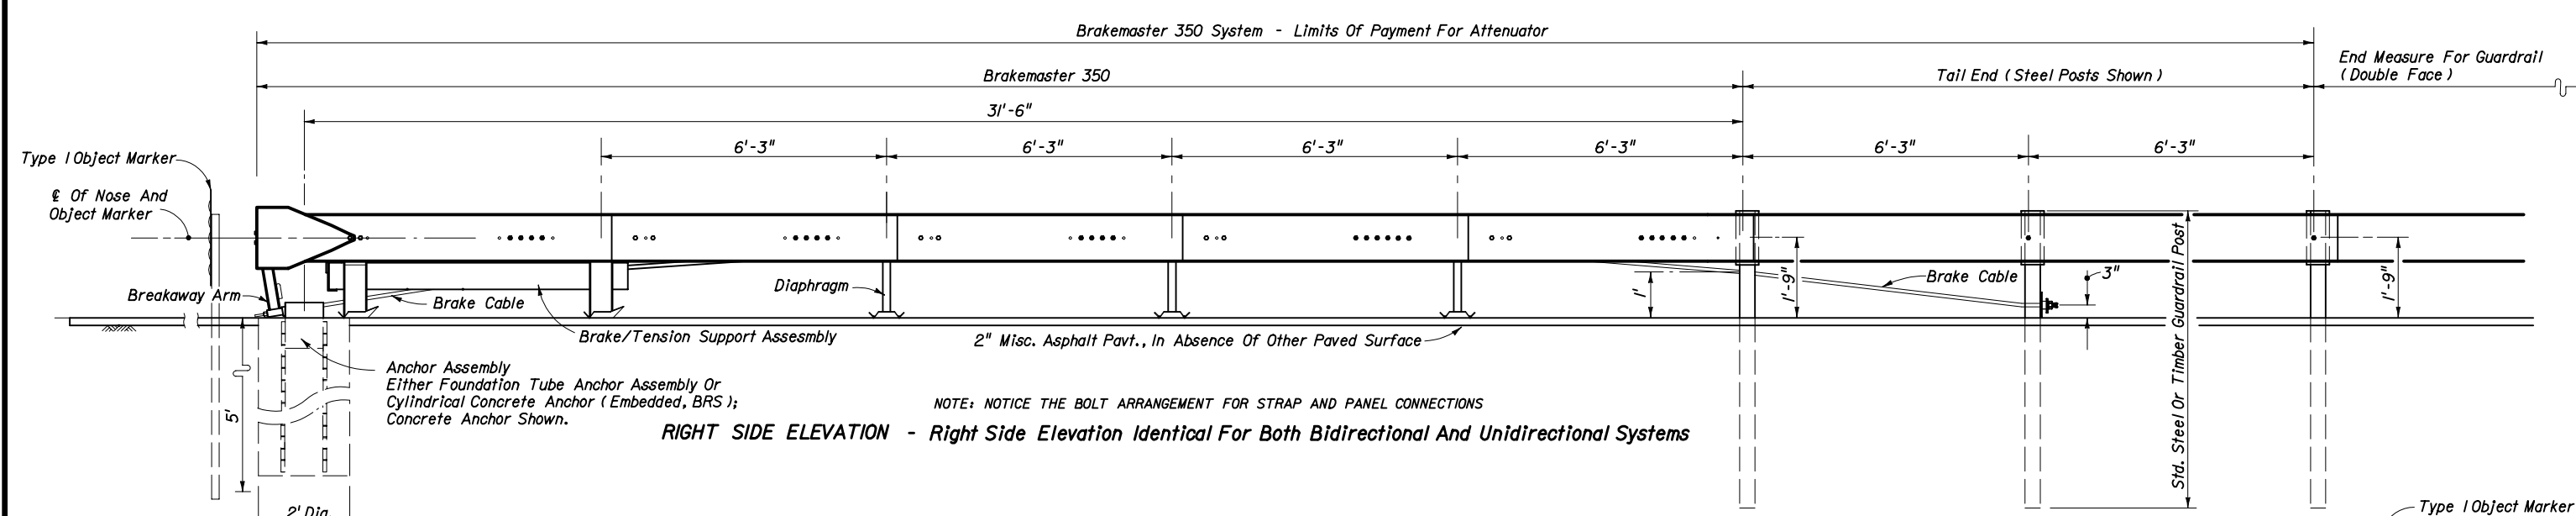 Brakemaster 350 System - Limits Of Payment For Attenuator
End Measure For Guardrail
(Double Face)
Brakemaster 350
Tail End (Steel Posts Shown)
31'-6"
6'-3"
6'-3"
6'-3"
6'-3"
6'-3"
6'-3"
Type I Object Marker
℄ Of Nose And
Object Marker
Breakaway Arm
Brake Cable
Diaphragm
1'
1'-9"
Brake Cable
3"
1'-9"
Std. Steel Or Timber Guardrail Post
Brake/Tension Support Assesmbly
2" Misc. Asphalt Pavt., In Absence Of Other Paved Surface
Anchor Assembly
Either Foundation Tube Anchor Assembly Or
Cylindrical Concrete Anchor (Embedded, BRS);
Concrete Anchor Shown.
5'
NOTE: NOTICE THE BOLT ARRANGEMENT FOR STRAP AND PANEL CONNECTIONS
RIGHT SIDE ELEVATION - Right Side Elevation Identical For Both Bidirectional And Unidirectional Systems
2' Dia.
Type I Object Marker